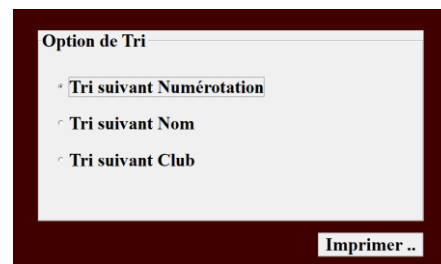 Option de Tri
Tri suivant Numérotation
Tri suivant Nom
Tri suivant Club
Imprimer ..